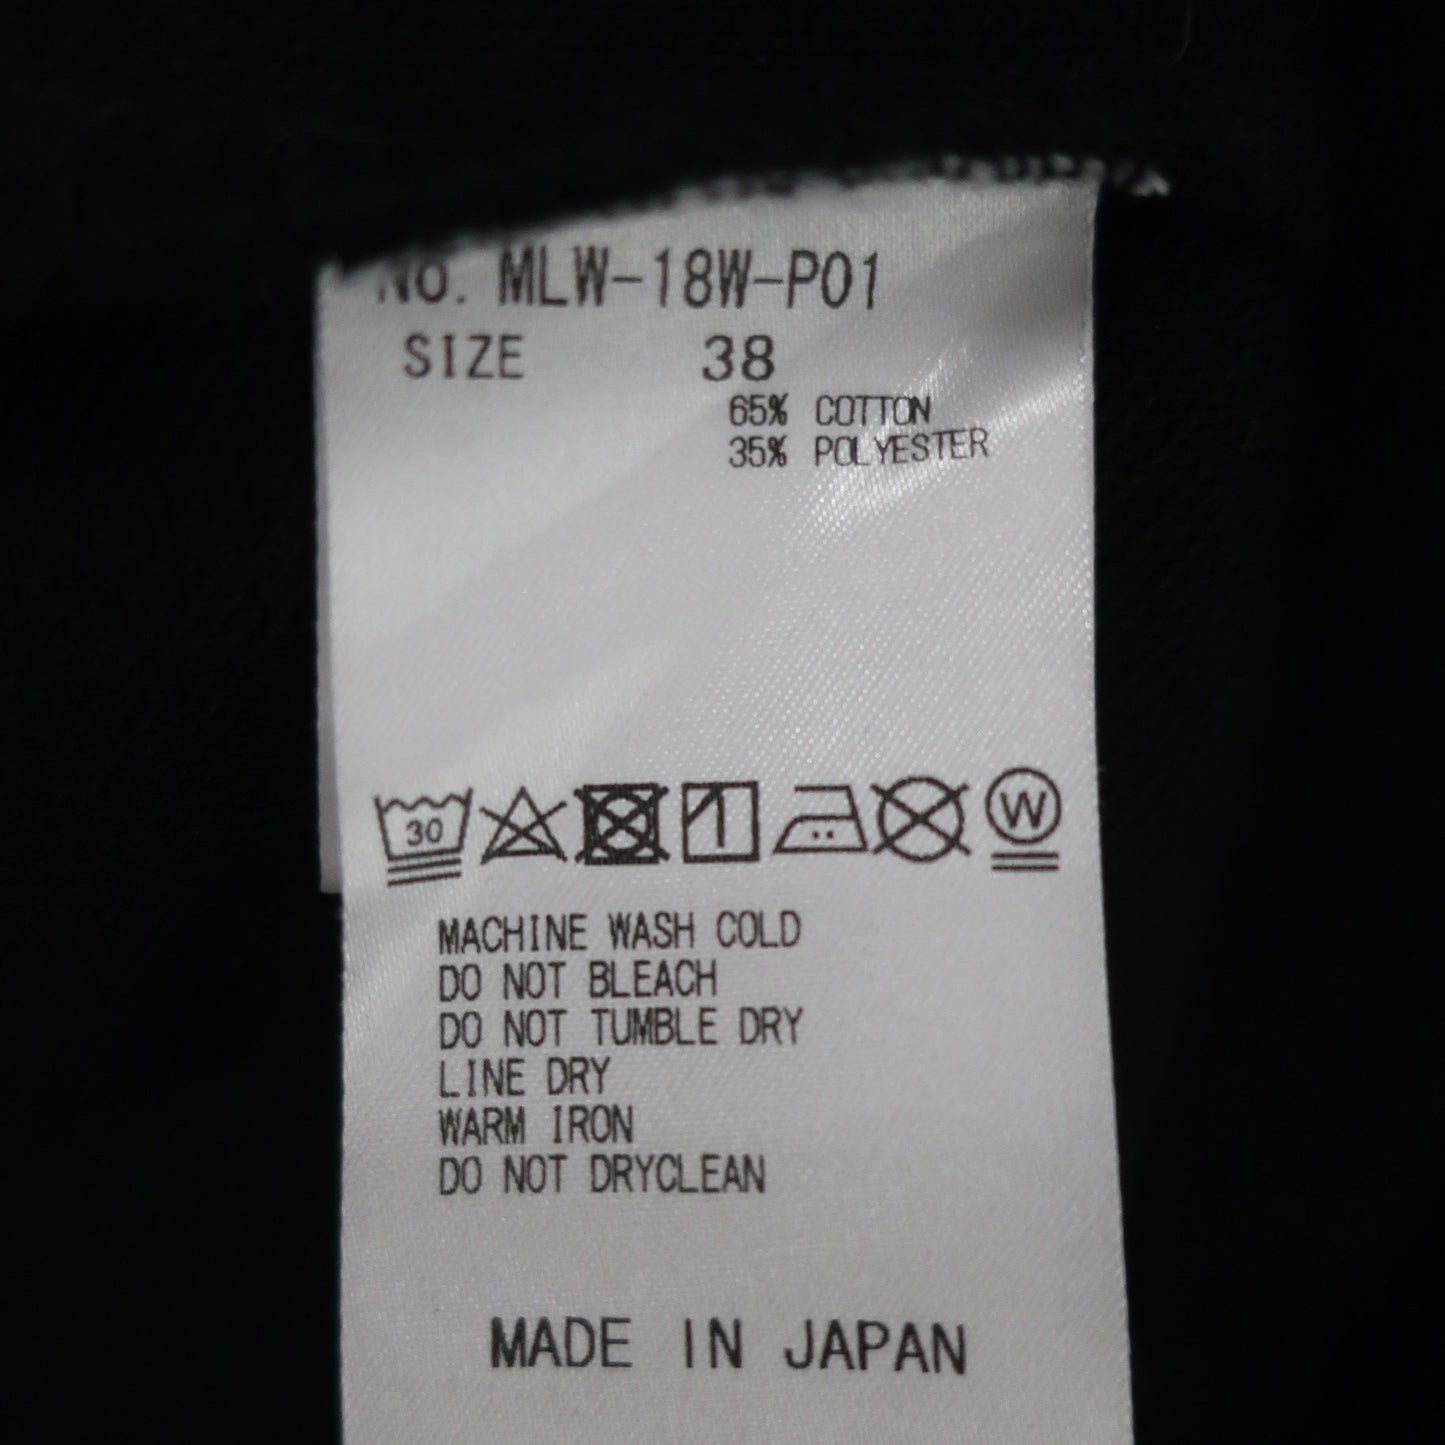 NO. MLW-18W-P01
SIZE 38
65% COTTON
35% POLYESTER
30 W
MACHINE WASH COLD
DO NOT BLEACH
DO NOT TUMBLE DRY
LINE DRY
WARM IRON
DO NOT DRYCLEAN
MADE IN JAPAN